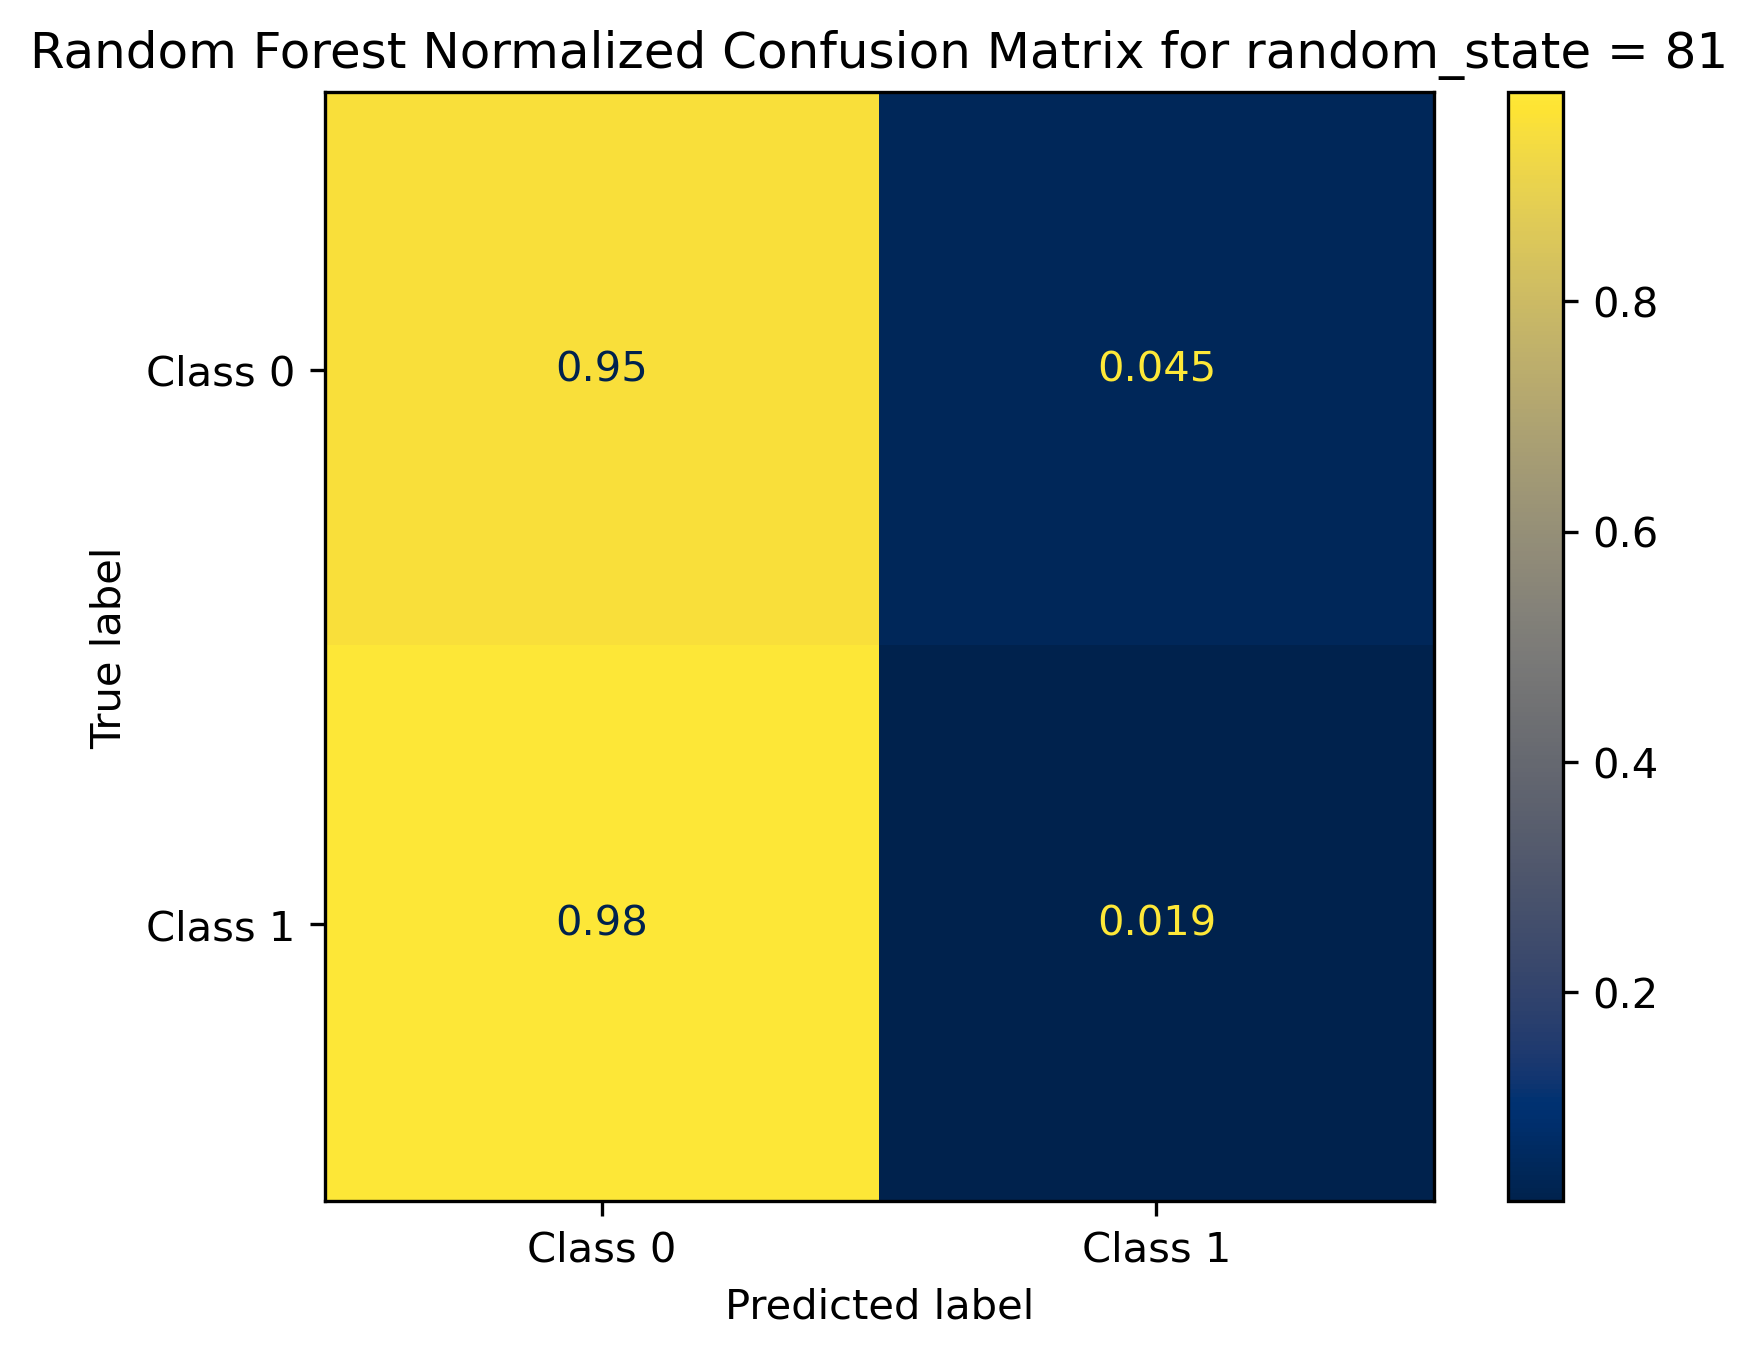 Random Forest Normalized Confusion Matrix for random_state = 81
True label
Class 0
Class 1
0.95
0.045
0.98
0.019
Class 0
Class 1
Predicted label
0.8
0.6
0.4
0.2